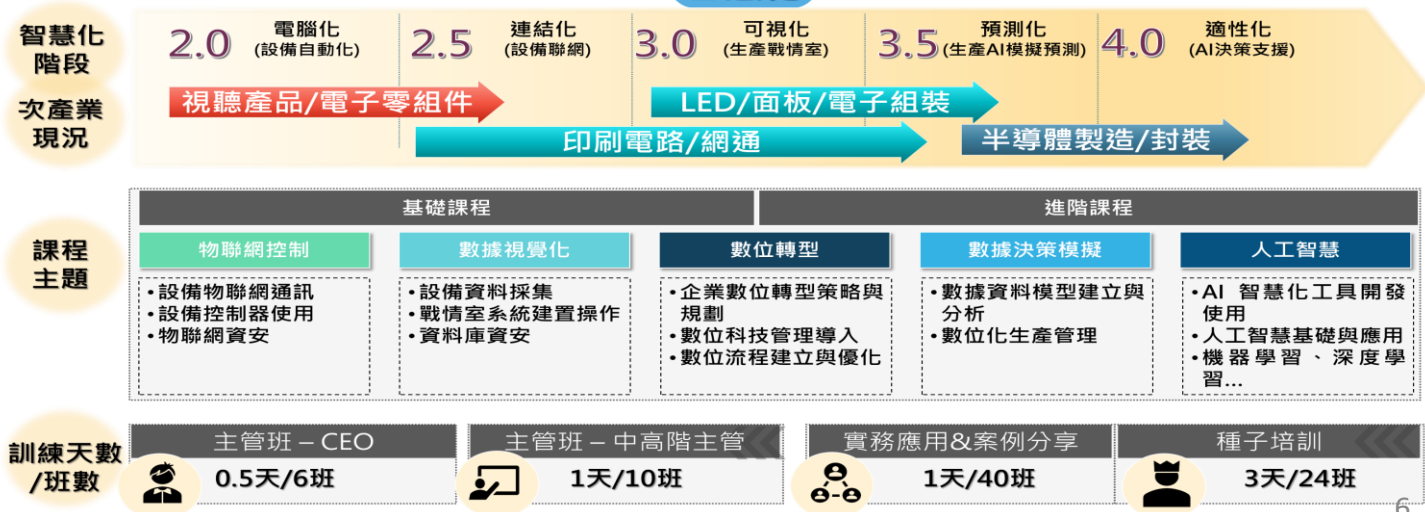 智慧化
階段
2.0
電腦化
(設備自動化)
2.5
連結化
(設備聯網)
3.0
可視化
(生產戰情室)
3.5
預測化
(生產AI模擬預測)
4.0
適性化
(AI決策支援)
次產業
現況
視聽產品/電子零組件
LED/面板/電子組裝
印刷電路/網通
半導體製造/封裝
課程
主題
基礎課程
進階課程
物聯網控制
•設備物聯網通訊
•設備控制器使用
•物聯網資安
數據視覺化
•設備資料採集
•戰情室系統建置操作
•資料庫資安
數位轉型
•企業數位轉型策略與
規劃
•數位科技管理導入
•數位流程建立與優化
數據決策模擬
•數據資料模型建立與
分析
•數位化生產管理
人工智慧
•AI 智慧化工具開發
使用
•人工智慧基礎與應用
•機器學習、深度學
習...
訓練天數
/班數
主管班 – CEO
0.5天/6班
主管班 – 中高階主管
1天/10班
實務應用&案例分享
1天/40班
種子培訓
3天/24班
6